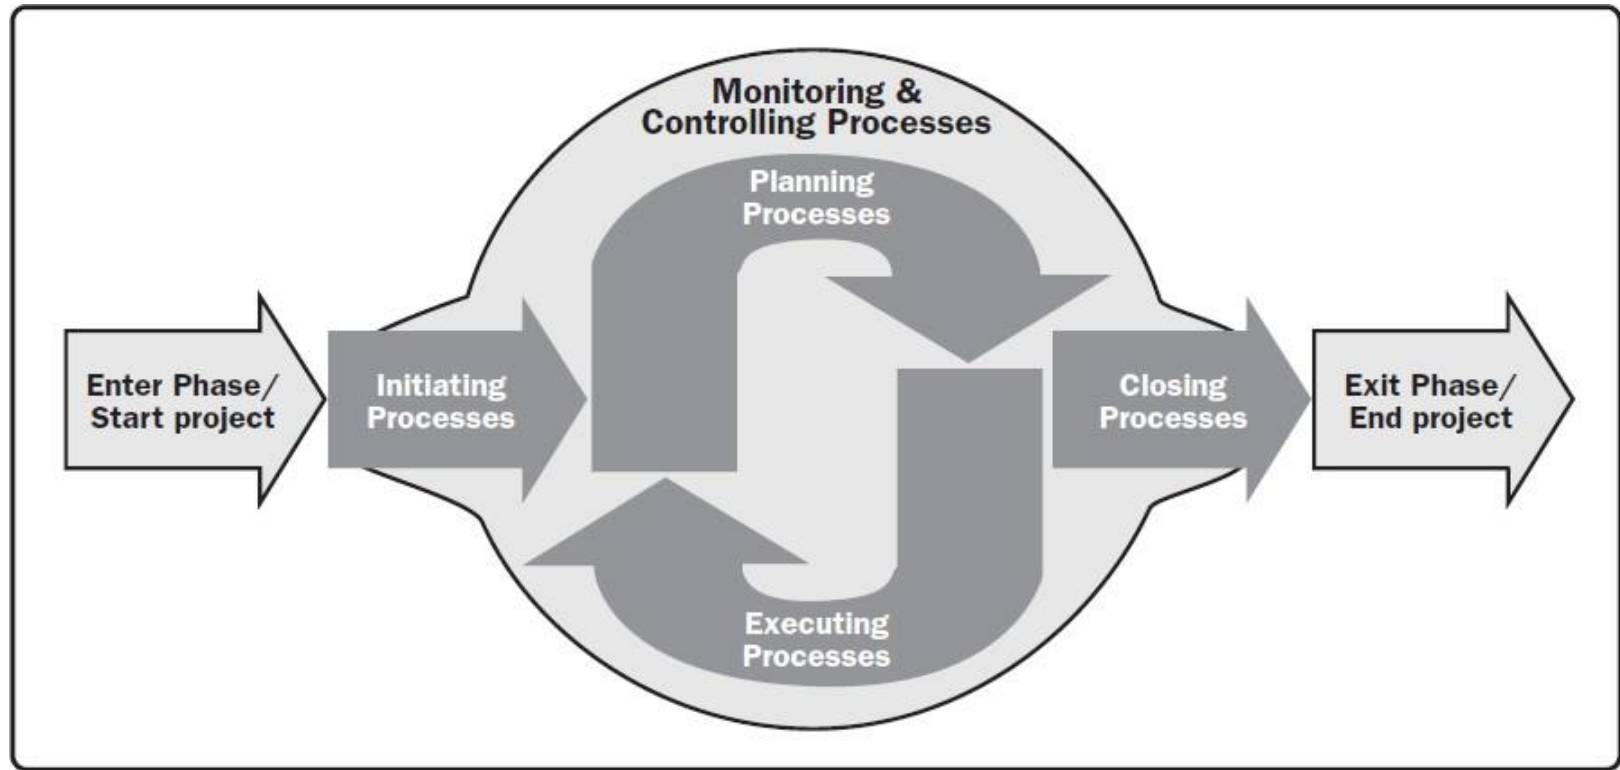 Monitoring &
Controlling Processes
Planning
Processes
Enter Phase/
Start project
Initiating
Processes
Closing
Processes
Exit Phase/
End project
Executing
Processes